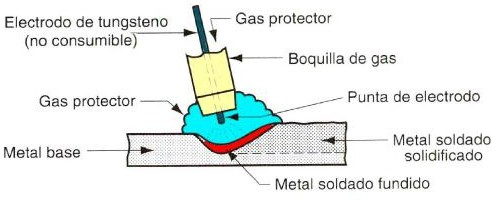 Electrodo de tungsteno
(no consumible)
Gas protector
Boquilla de gas
Gas protector
Punta de electrodo
Metal base
Metal soldado
solidificado
Metal soldado fundido